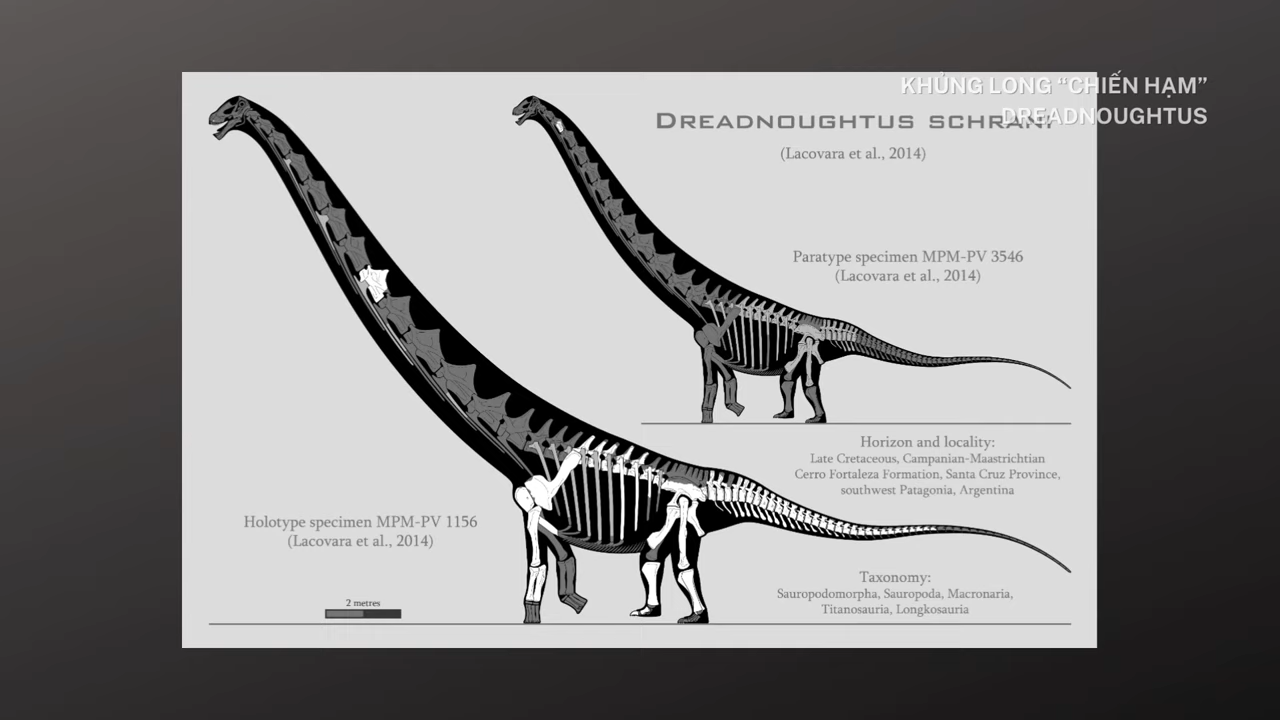 KHỦNG LONG “CHIẾN HẠM”
DREADNOUGHTUS
DREADNOUGHTUS SCHRANI
(Lacovara et al., 2014)
Paratype specimen MPM-PV 3546
(Lacovara et al., 2014)
Horizon and locality:
Late Cretaceous, Campanian-Maastrichtian
Cerro Fortaleza Formation, Santa Cruz Province,
southwest Patagonia, Argentina
Holotype specimen MPM-PV 1156
(Lacovara et al., 2014)
Taxonomy:
Sauropodomorpha, Sauropoda, Macronaria,
Titanosauria, Longkosauria
2 metres